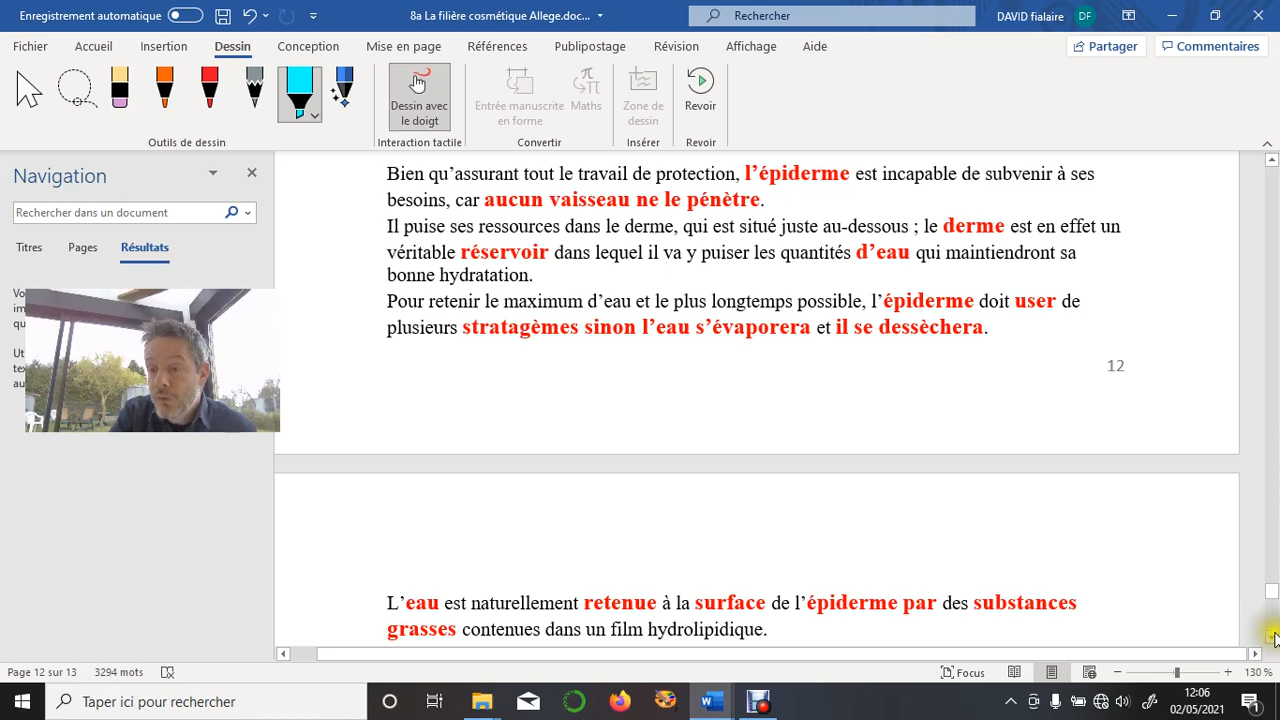 Enregistrement automatique
8a La filière cosmétique Allege.doc...
Rechercher
DAVID fialaire
DF
Fichier
Accueil
Insertion
Dessin
Conception
Mise en page
Références
Publipostage
Révision
Affichage
Aide
Partager
Commentaires
Dessin avec
le doigt
Entrée manuscrite
en forme
Maths
Zone de
dessin
Revoir
Outils de dessin
Interaction tactile
Convertir
Insérer
Revoir
Navigation
Rechercher dans un document
Titres
Pages
Résultats
Bien qu’assurant tout le travail de protection, l’épiderme est incapable de subvenir à ses
besoins, car aucun vaisseau ne le pénètre.
Il puise ses ressources dans le derme, qui est situé juste au-dessous ; le derme est en effet un
véritable réservoir dans lequel il va y puiser les quantités d’eau qui maintiendront sa
bonne hydratation.
Pour retenir le maximum d’eau et le plus longtemps possible, l’épiderme doit user de
plusieurs stratagèmes sinon l’eau s’évaporera et il se dessèchera.
12
L’eau est naturellement retenue à la surface de l’épiderme par des substances
grasses contenues dans un film hydrolipidique.
Page 12 sur 13
3294 mots
Focus
130 %
Taper ici pour rechercher
12:06
02/05/2021